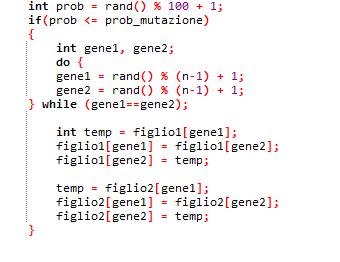 int prob = rand() % 100 + 1;
if(prob <= prob_mutazione)
{
    int gene1, gene2;
    do {
    gene1 = rand() % (n-1) + 1;
    gene2 = rand() % (n-1) + 1;
} while (gene1==gene2);

    int temp = figlio1[gene1];
    figlio1[gene1] = figlio1[gene2];
    figlio1[gene2] = temp;

    temp = figlio2[gene1];
    figlio2[gene1] = figlio2[gene2];
    figlio2[gene2] = temp;
}